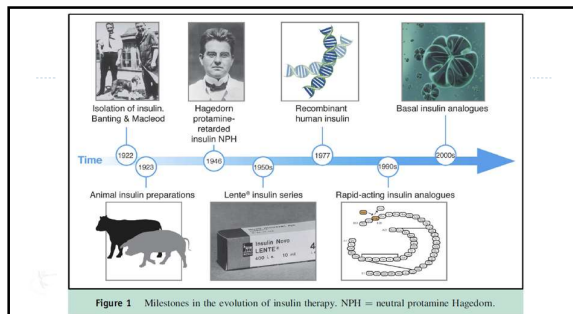 Isolation of insulin.
Banting & Macleod
Hagedorn
protamine-
retarded
insulin NPH
Recombinant
human insulin
Basal insulin analogues
Time
1922
1923
1946
1950s
1977
1990s
2000s
Animal insulin preparations
Lente® insulin series
Rapid-acting insulin analogues
Insulin Novo
LENTE®
Figure 1 Milestones in the evolution of insulin therapy. NPH = neutral protamine Hagedorn.